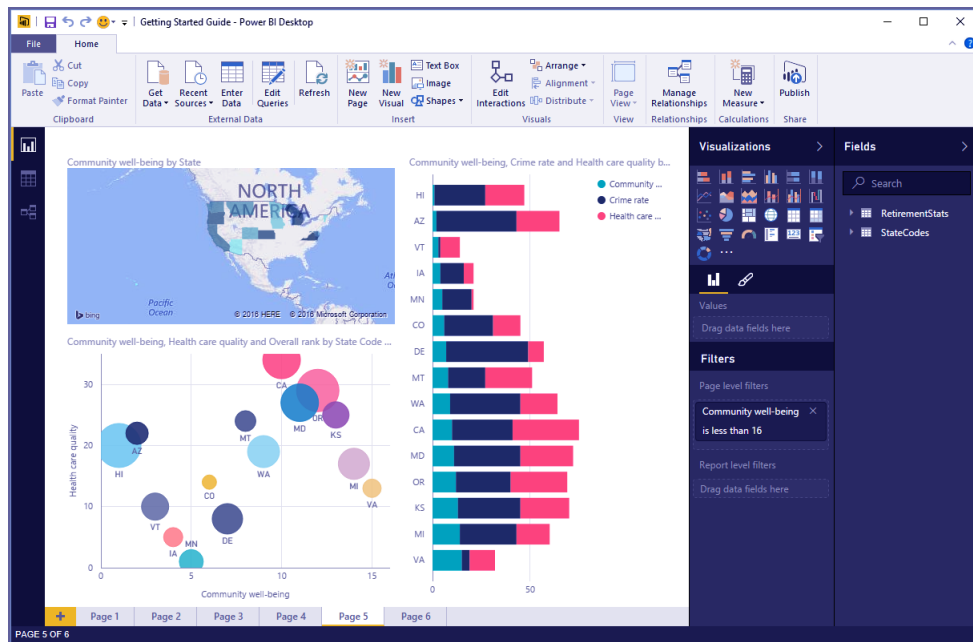 Getting Started Guide - Power BI Desktop
File Home
Paste
Cut
Copy
Format Painter
Clipboard
Get Data
Recent Sources
Enter Data
Edit Queries
Refresh
External Data
New Page
New Visual
Text Box
Image
Shapes
Insert
Edit Interactions
Arrange
Alignment
Distribute
Visuals
Page View
View
Manage Relationships
Relationships
New Measure
Calculations
Publish
Share
Community well-being by State
NORTH
AMERICA
Pacific
Ocean
bing
© 2016 HERE © 2016 Microsoft Corporation
Community well-being, Health care quality and Overall rank by State Code ...
Health care quality
30
20
10
0
CA
OR
MD
KS
MT
AZ
HI
WA
MI
VA
CO
VT
DE
IA
MN
0 5 10 15
Community well-being
Community well-being, Crime rate and Health care quality b...
Community ...
Crime rate
Health care ...
HI
AZ
VT
IA
MN
CO
DE
MT
WA
CA
MD
OR
KS
MI
VA
0 50
Visualizations
Values
Drag data fields here
Filters
Page level filters
Community well-being
is less than 16
Report level filters
Drag data fields here
Fields
Search
RetirementStats
StateCodes
Page 1 Page 2 Page 3 Page 4 Page 5 Page 6
PAGE 5 OF 6